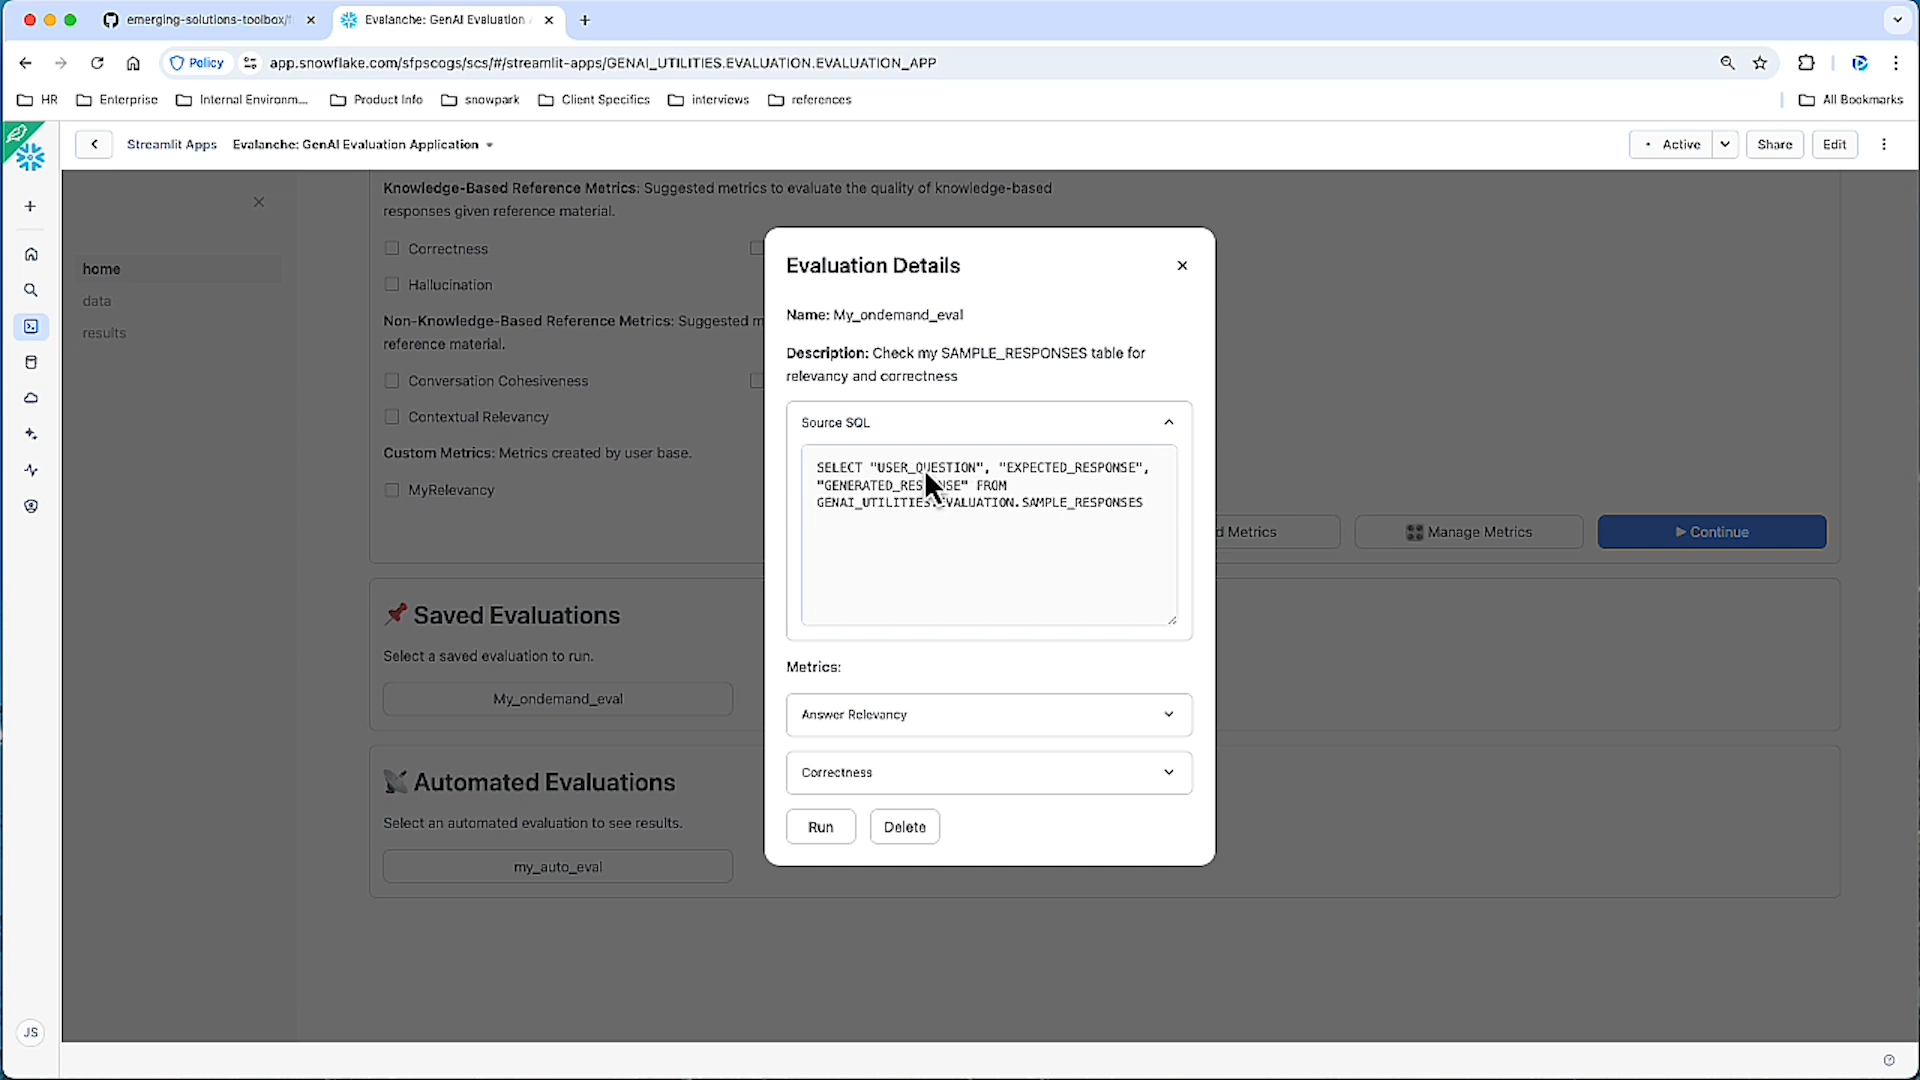 emerging-solutions-toolbox/
Evalanche: GenAI Evaluation
Policy
app.snowflake.com/sfpscogs/scs/#/streamlit-apps/GENAI_UTILITIES.EVALUATION.EVALUATION_APP
HR
Enterprise
Internal Environm...
Product Info
snowpark
Client Specifics
interviews
references
All Bookmarks
Streamlit Apps
Evalanche: GenAI Evaluation Application
Active
Share
Edit
home
data
results
JS
Knowledge-Based Reference Metrics: Suggested metrics to evaluate the quality of knowledge-based
responses given reference material.
Correctness
Hallucination
Non-Knowledge-Based Reference Metrics: Suggested m
reference material.
Conversation Cohesiveness
Contextual Relevancy
Custom Metrics: Metrics created by user base.
MyRelevancy
d Metrics
Manage Metrics
Continue
Saved Evaluations
Select a saved evaluation to run.
My_ondemand_eval
Automated Evaluations
Select an automated evaluation to see results.
my_auto_eval
Evaluation Details
Name: My_ondemand_eval
Description: Check my SAMPLE_RESPONSES table for
relevancy and correctness
Source SQL
SELECT "USER_QUESTION", "EXPECTED_RESPONSE",
"GENERATED_RESPONSE" FROM
GENAI_UTILITIES.EVALUATION.SAMPLE_RESPONSES
Metrics:
Answer Relevancy
Correctness
Run
Delete